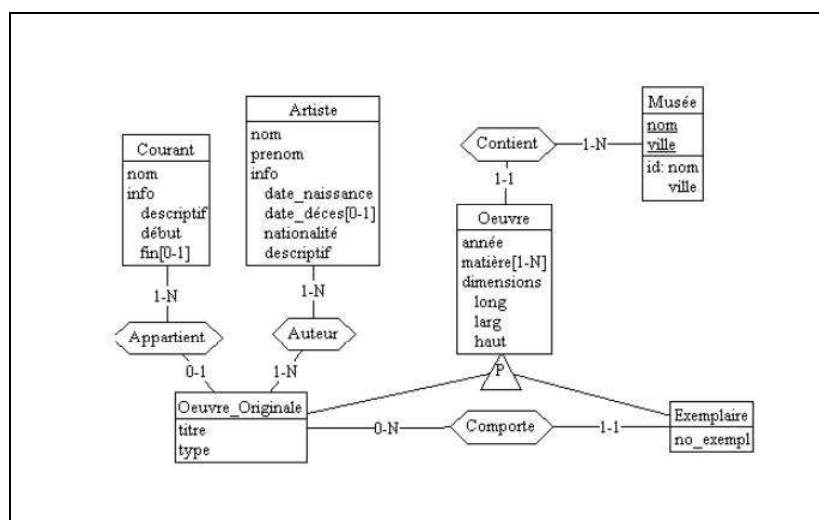 Musée
nom
ville
id: nom
ville
Contient
1-N
1-1
Artiste
nom
prenom
info
date_naissance
date_déces[0-1]
nationalité
descriptif
Courant
nom
info
descriptif
début
fin[0-1]
Oeuvre
année
matière[1-N]
dimensions
long
larg
haut
1-N
1-N
Appartient
Auteur
0-1
1-N
P
Oeuvre_Originale
titre
type
0-N
Comporte
1-1
Exemplaire
no_exempl